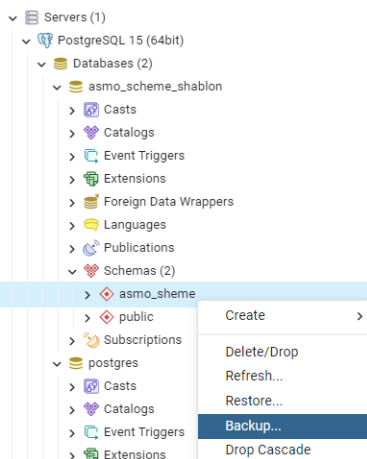 Servers (1)
PostgreSQL 15 (64bit)
Databases (2)
asmo_scheme_shablon
Casts
Catalogs
Event Triggers
Extensions
Foreign Data Wrappers
Languages
Publications
Schemas (2)
asmo_sheme
public
Create
Subscriptions
Delete/Drop
postgres
Refresh...
Casts
Restore...
Catalogs
Backup...
Event Triggers
Drop Cascade
Extensions